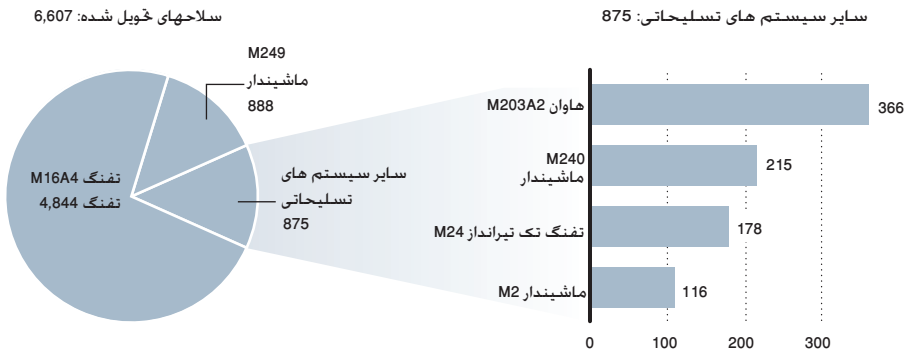 سلاحهای تحویل شده: 6,607
M249
ماشیندار
888
تفنگ M16A4
تفنگ 4,844
سایر سیستم های
تسلیحاتی
875
سایر سیستم های تسلیحاتی: 875
هاوان M203A2
366
M240
ماشیندار
215
تفنگ تک تیرانداز M24
178
ماشیندار M2
116
0 100 200 300